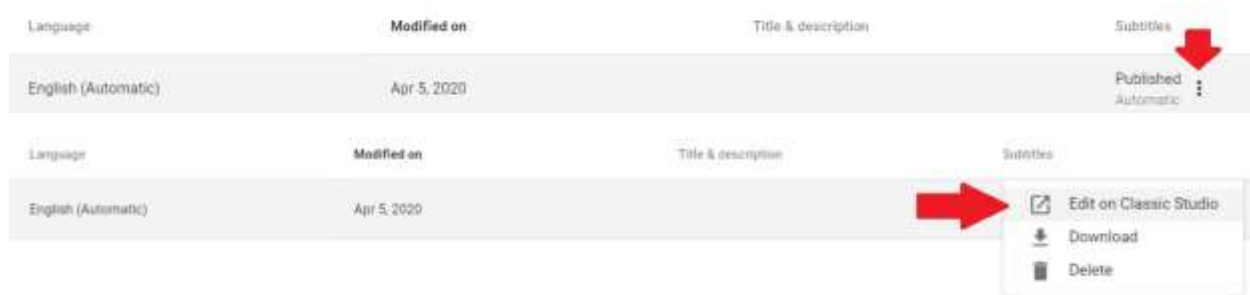 Language Modified on Title & description Subtitles
English (Automatic) Apr 5, 2020 Published
Automatic
Language Modified on Title & description Subtitles
English (Automatic) Apr 5, 2020
Edit on Classic Studio
Download
Delete